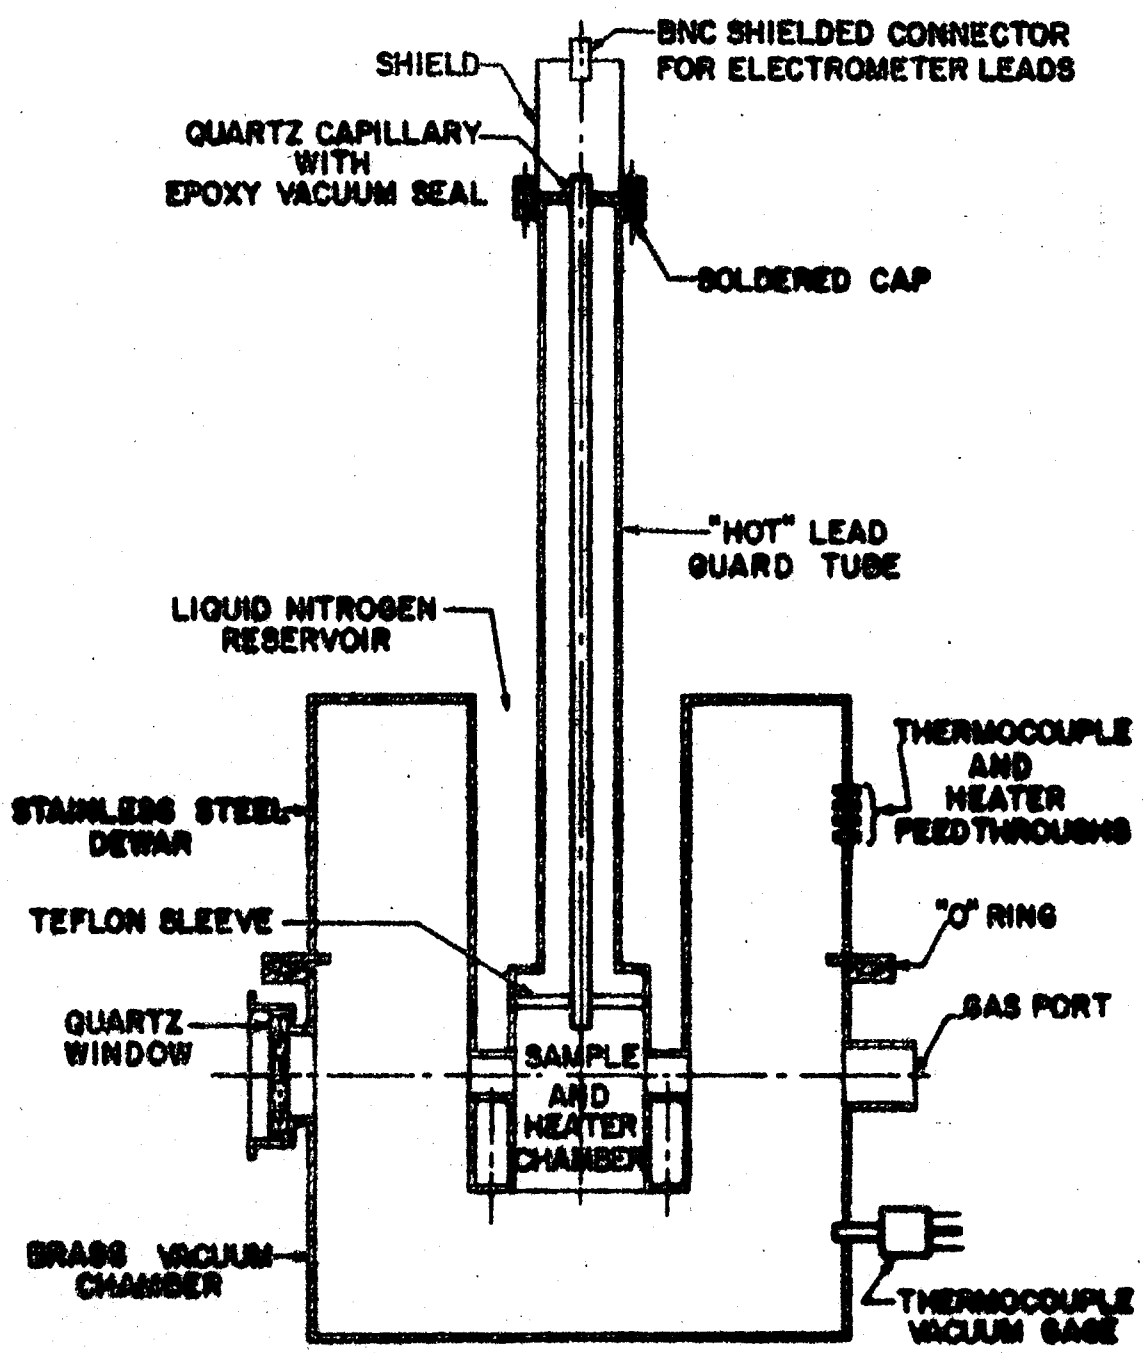 BNC SHIELDED CONNECTOR
FOR ELECTROMETER LEADS
SHIELD
QUARTZ CAPILLARY
WITH
EPOXY VACUUM SEAL
SOLDERED CAP
"HOT" LEAD
GUARD TUBE
LIQUID NITROGEN
RESERVOIR
THERMOCOUPLE
AND
HEATER
FEEDTHROUGHS
STAINLESS STEEL
DEWAR
TEFLON SLEEVE
"O" RING
GAS PORT
QUARTZ
WINDOW
SAMPLE
AND
HEATER
CHAMBER
BRASS VACUUM
CHAMBER
THERMOCOUPLE
VACUUM GAGE